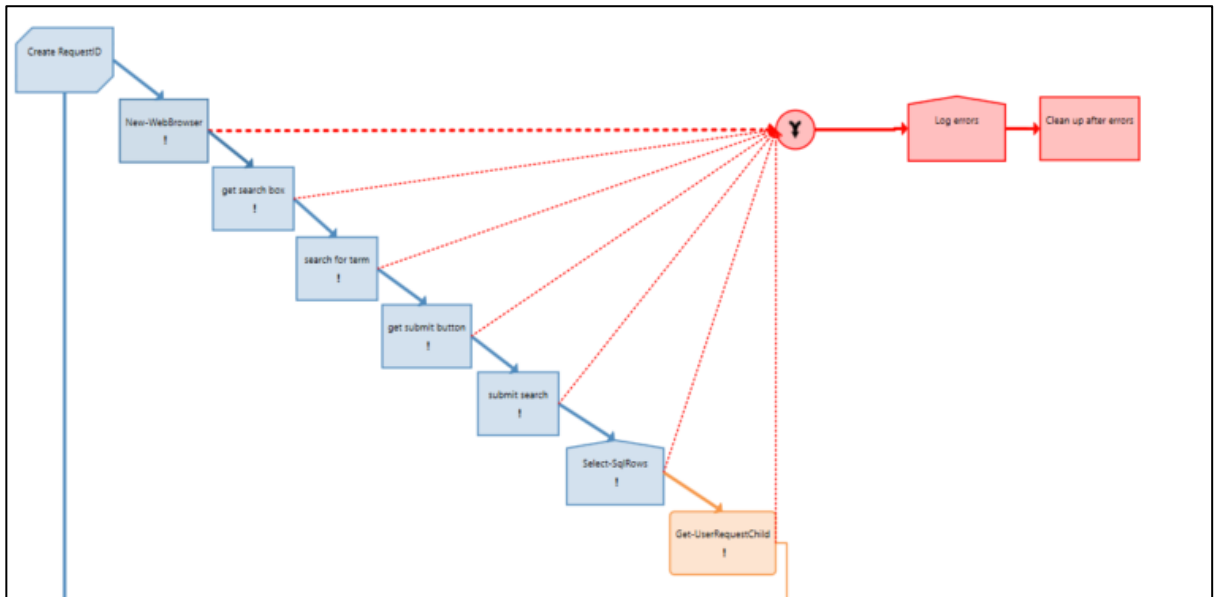 Create RequestID
New-WebBrowser
!
get search box
!
search for term
!
get submit button
!
submit search
!
Select-SqlRows
!
Get-UserRequestChild
!
Log errors
Clean up after errors